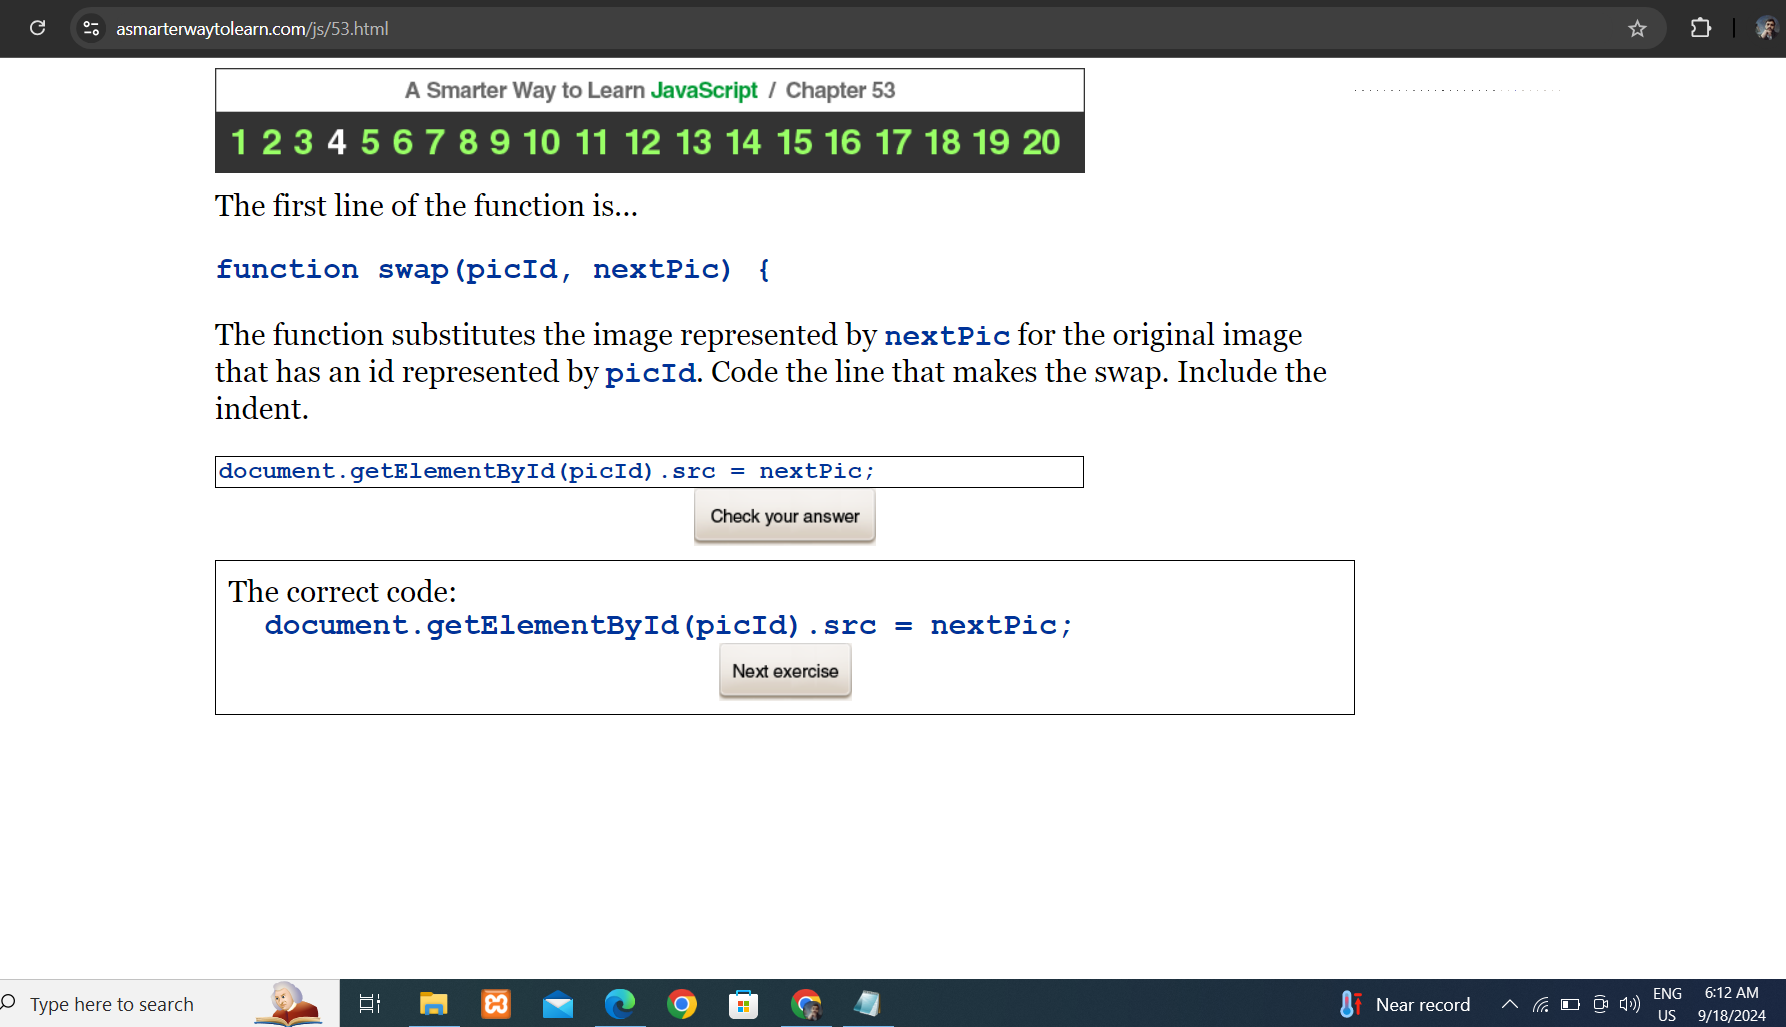 asmarterwaytolearn.com/js/53.html
A Smarter Way to Learn JavaScript / Chapter 53
1 2 3 4 5 6 7 8 9 10 11 12 13 14 15 16 17 18 19 20
The first line of the function is...
function swap(picId, nextPic) {
The function substitutes the image represented by nextPic for the original image
that has an id represented by picId. Code the line that makes the swap. Include the
indent.
document.getElementById(picId).src = nextPic;
Check your answer
The correct code:
document.getElementById(picId).src = nextPic;
Next exercise
Type here to search
Near record
ENG
US
6:12 AM
9/18/2024